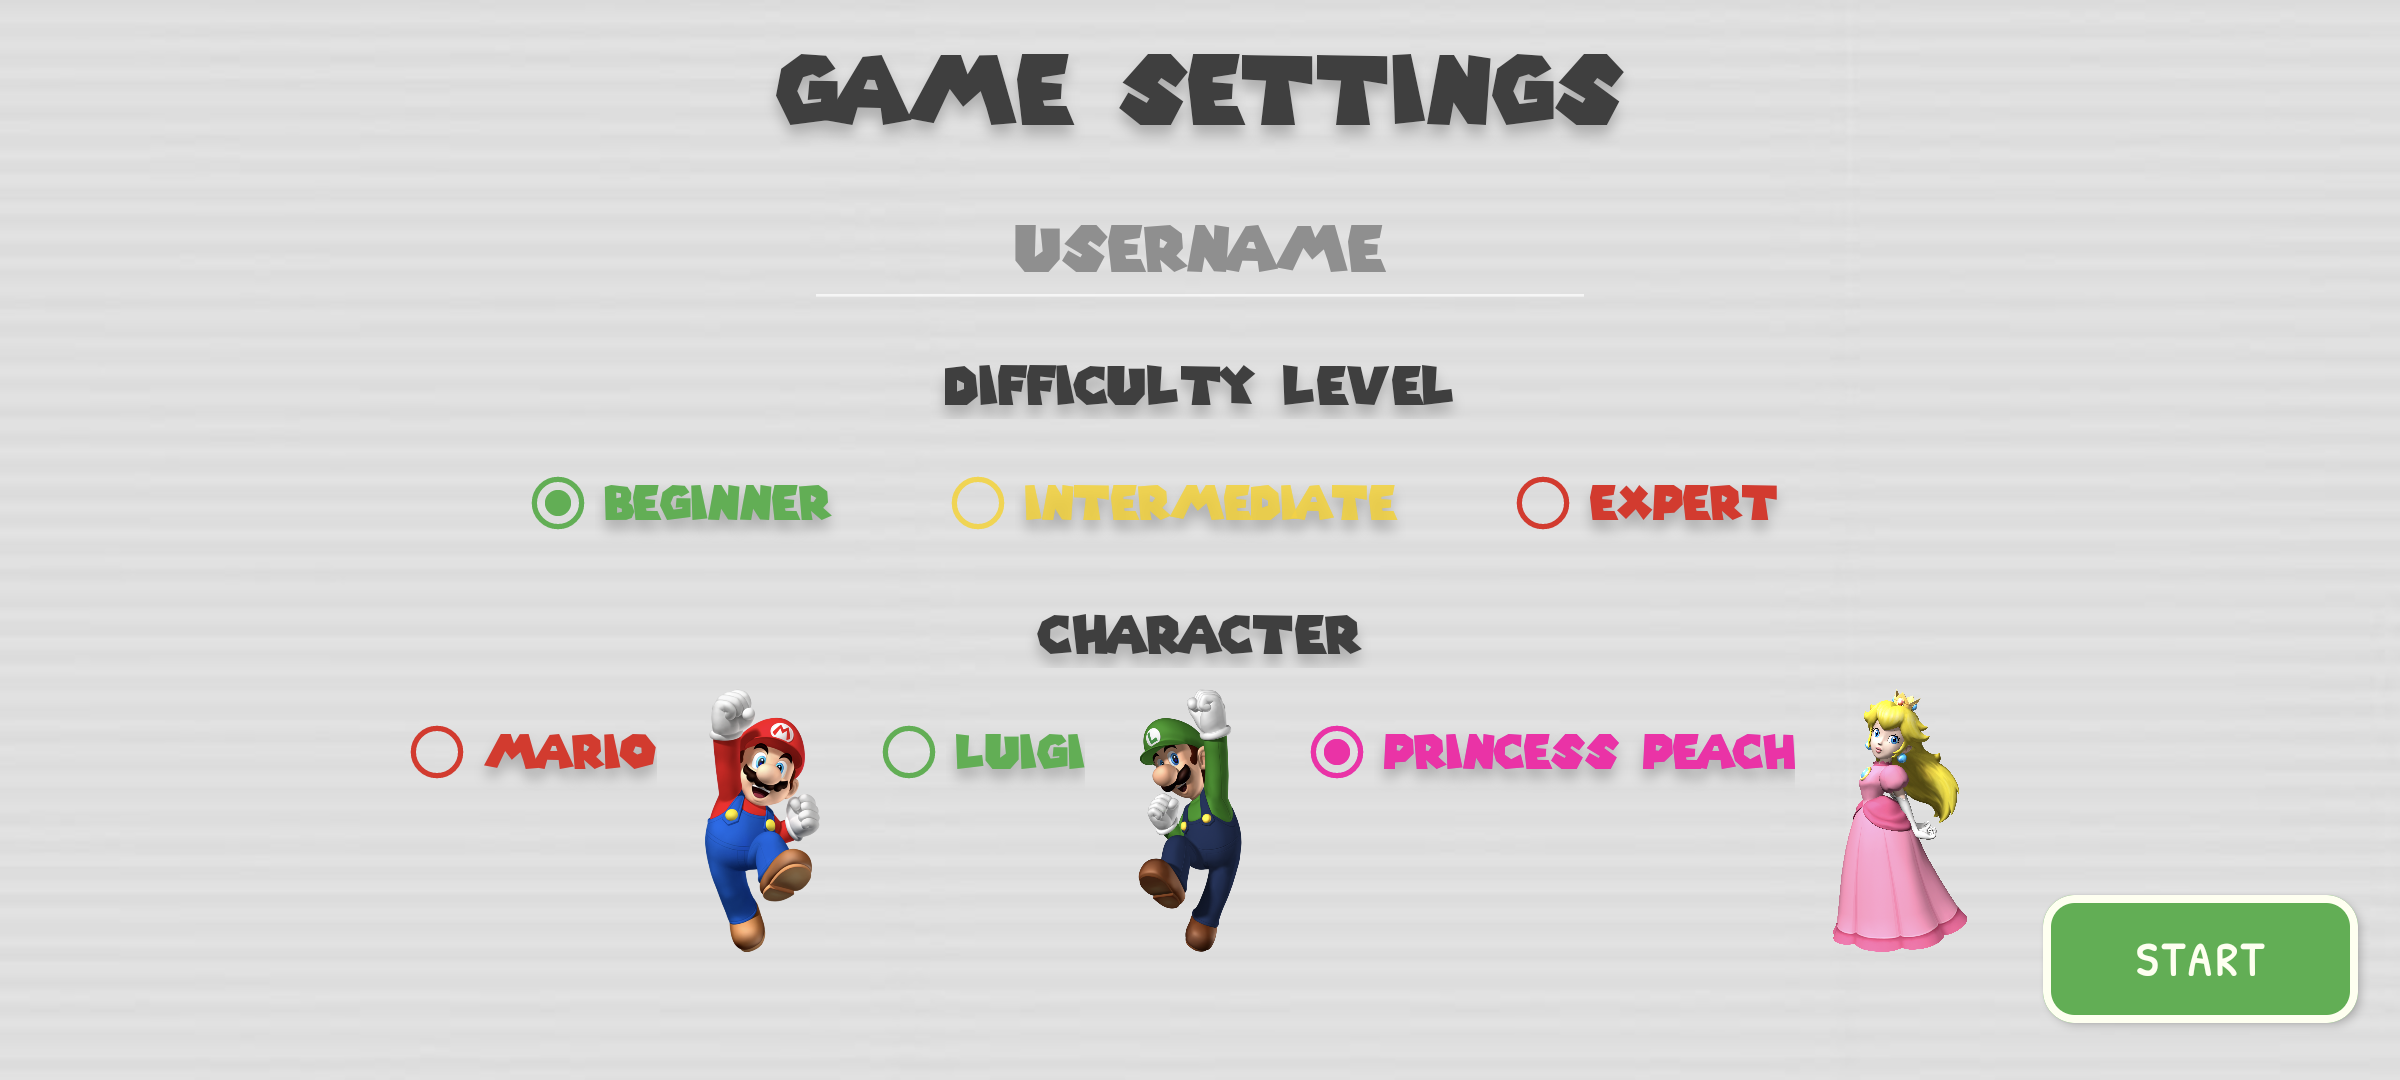 GAME SETTINGS
USERNAME
DIFFICULTY LEVEL
BEGINNER INTERMEDIATE EXPERT
CHARACTER
MARIO LUIGI PRINCESS PEACH
START